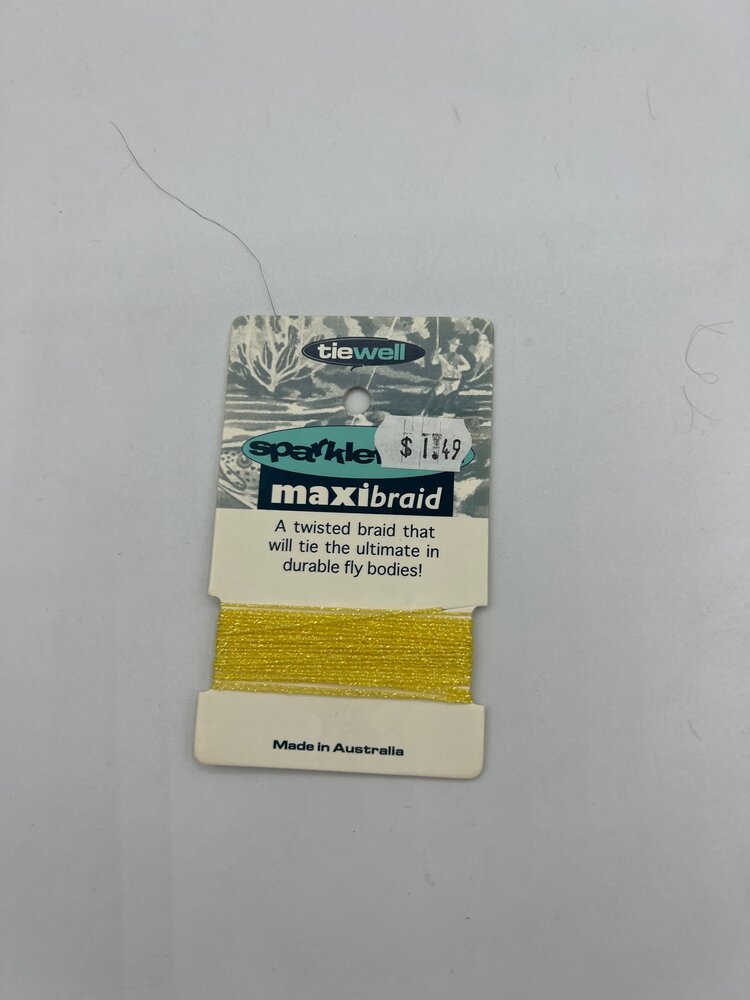 tiewell
$ 1.49
maxibraid
A twisted braid that
will tie the ultimate in
durable fly bodies!
Made in Australia